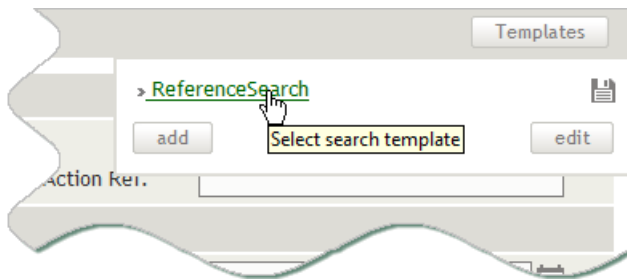 Templates
› ReferenceSearch
add
Select search template
edit
Action Ref.